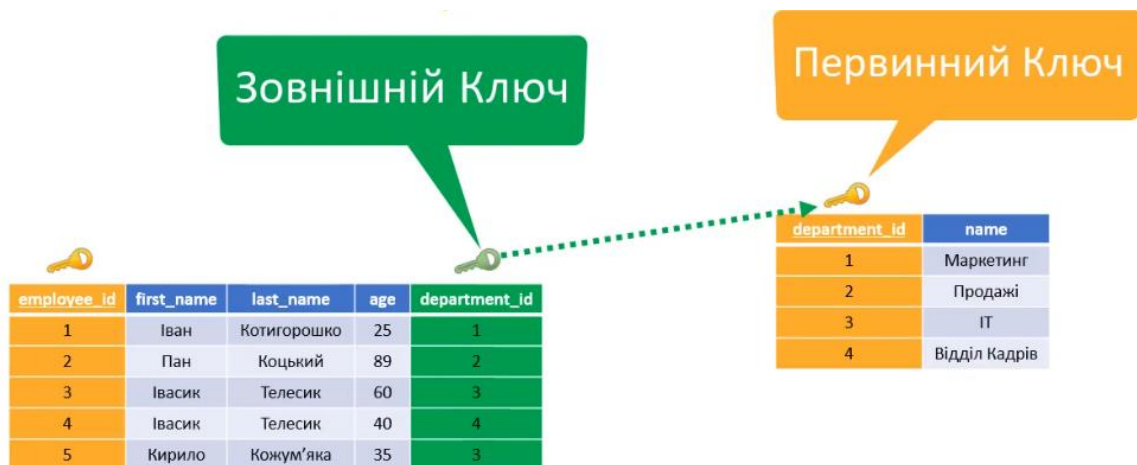 Зовнішній Ключ
Первинний Ключ
department_id name
1 Маркетинг
2 Продажі
3 ІТ
4 Відділ Кадрів
employee_id first_name last_name age department_id
1 Іван Котигорошко 25 1
2 Пан Коцький 89 2
3 Івасик Телесик 60 3
4 Івасик Телесик 40 4
5 Кирило Кожум'яка 35 3